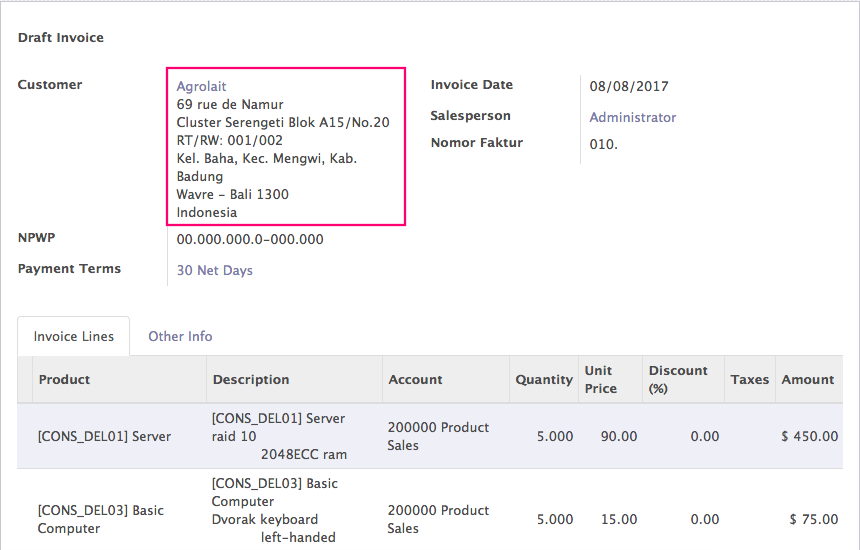 Draft Invoice
Customer
Agrolait
69 rue de Namur
Cluster Serengeti Blok A15/No.20
RT/RW: 001/002
Kel. Baha, Kec. Mengwi, Kab.
Badung
Wavre - Bali 1300
Indonesia
NPWP
00.000.000.0-000.000
Payment Terms
30 Net Days
Invoice Date
08/08/2017
Salesperson
Administrator
Nomor Faktur
010.
Invoice Lines
Other Info
Product
Description
Account
Quantity
Unit
Price
Discount
(%)
Taxes
Amount
[CONS_DEL01] Server
[CONS_DEL01] Server
raid 10
2048ECC ram
200000 Product
Sales
5.000
90.00
0.00
$ 450.00
[CONS_DEL03] Basic
Computer
[CONS_DEL03] Basic
Computer
Dvorak keyboard
left-handed
200000 Product
Sales
5.000
15.00
0.00
$ 75.00